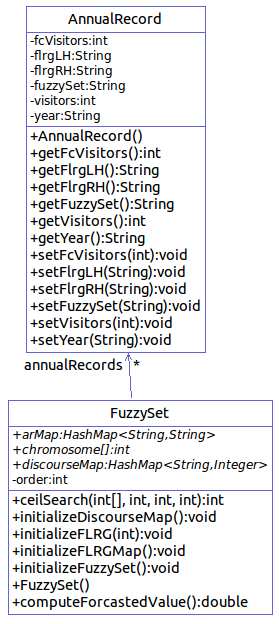 AnnualRecord
-fcVisitors:int
-flrgLH:String
-flrgRH:String
-fuzzySet:String
-visitors:int
-year:String
+AnnualRecord()
+getFcVisitors():int
+getFlrgLH():String
+getFlrgRH():String
+getFuzzySet():String
+getVisitors():int
+getYear():String
+setFcVisitors(int):void
+setFlrgLH(String):void
+setFlrgRH(String):void
+setFuzzySet(String):void
+setVisitors(int):void
+setYear(String):void
annualRecords *
FuzzySet
+arMap:HashMap<String,String>
+chromosome[]:int
+discourseMap:HashMap<String,Integer>
-order:int
+ceilSearch(int[], int, int, int):int
+initializeDiscourseMap():void
+initializeFLRG(int):void
+initializeFLRGMap():void
+initializeFuzzySet():void
+FuzzySet()
+computeForcastedValue():double